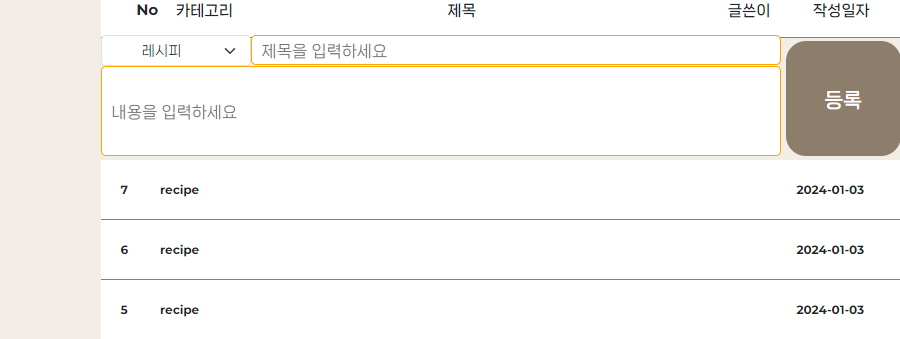 No 카테고리 제목 글쓴이 작성일자
레시피 제목을 입력하세요
내용을 입력하세요 등록
7 recipe 2024-01-03
6 recipe 2024-01-03
5 recipe 2024-01-03